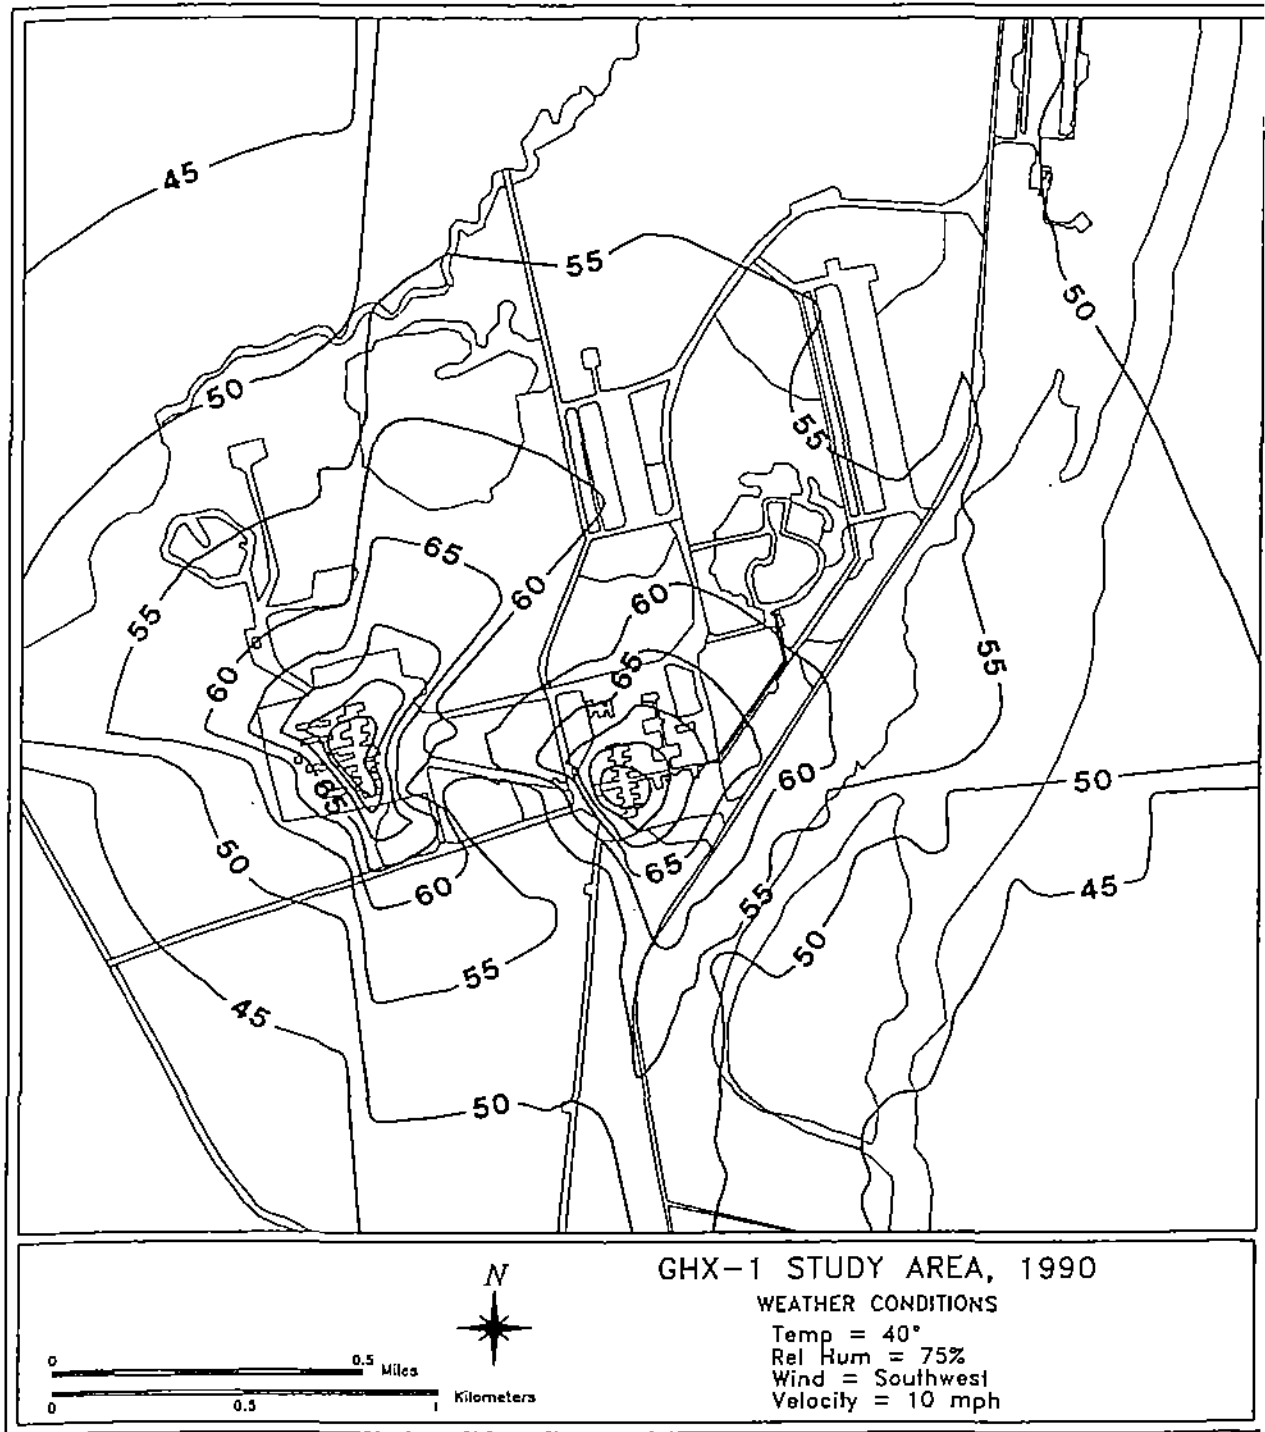 45
55
50
50
55
65
60
60
55
65
55
60
60
50
65
50
65
60
45
55
50
55
45
50
N
GHX-1 STUDY AREA, 1990
WEATHER CONDITIONS
Temp = 40°
Rel Hum = 75%
Wind = Southwest
Velocity = 10 mph
0 0.5 Miles
0 0.5 1 Kilometers